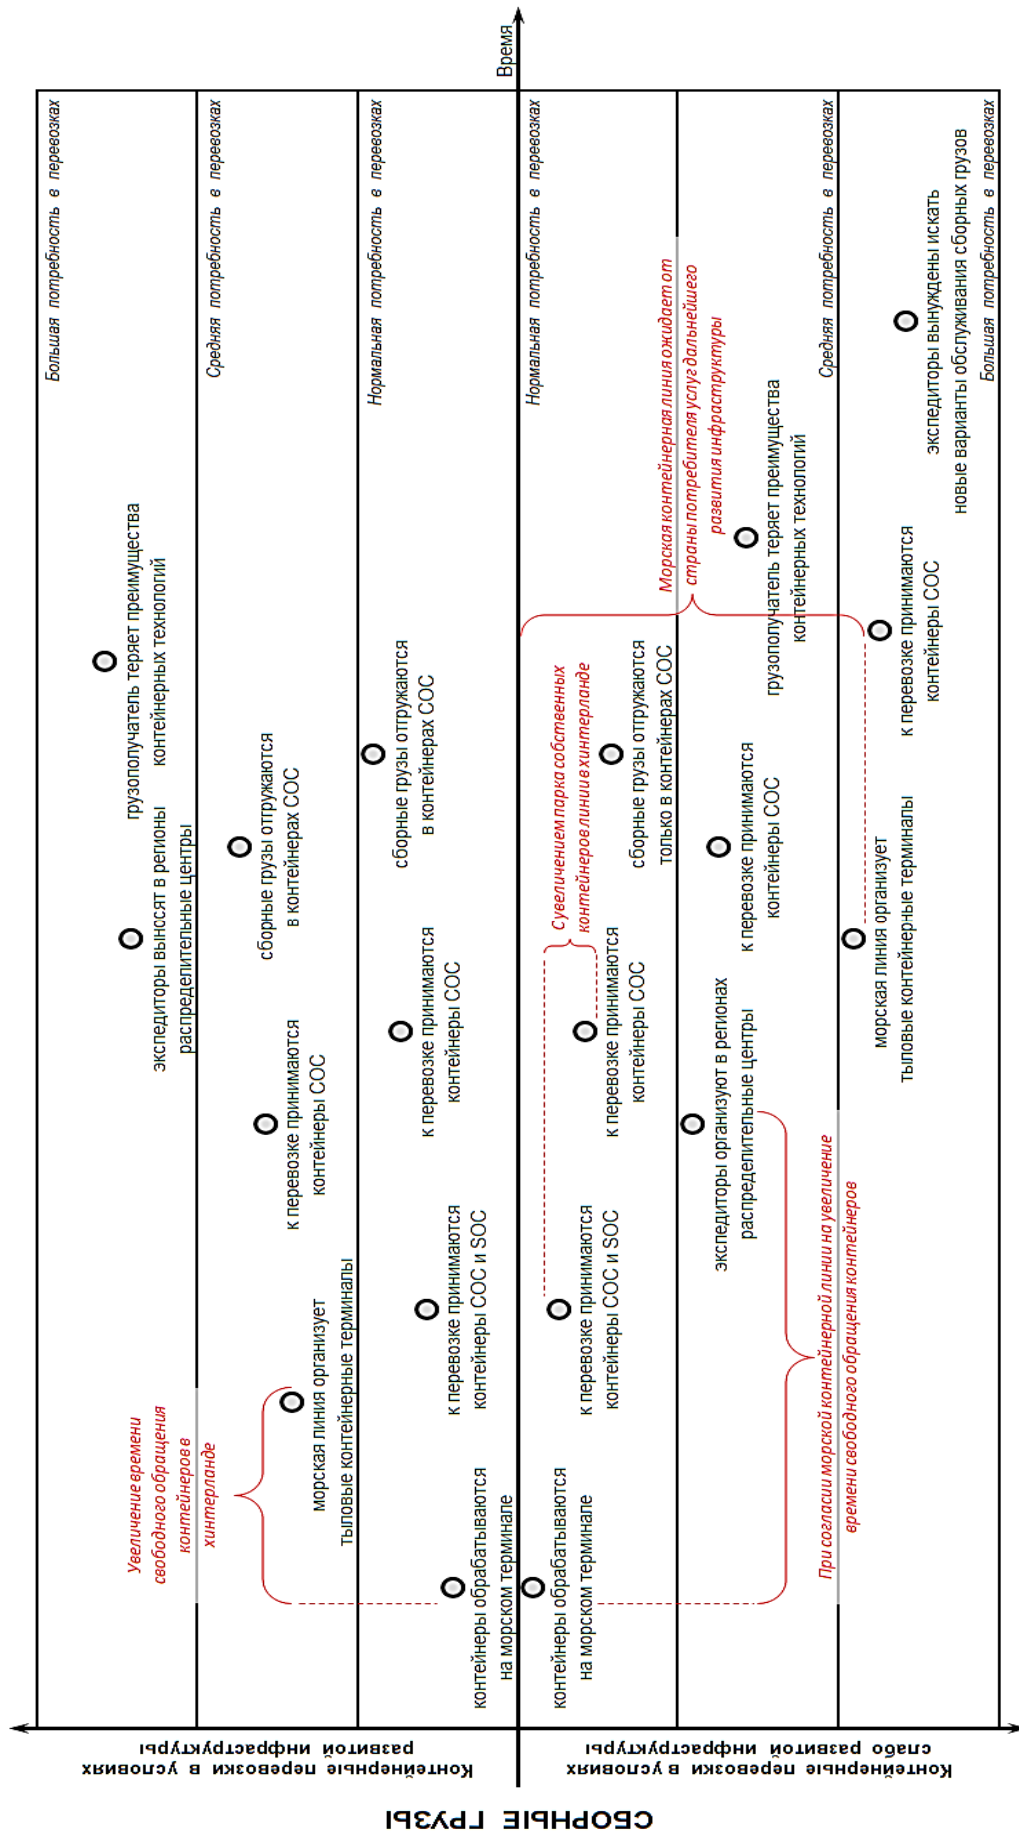 СБОРНЫЕ ГРУЗЫ
Контейнерные перевозки в условиях
развитой инфраструктуры
Контейнерные перевозки в условиях
слабо развитой инфраструктуры
Время
Большая потребность в перевозках
экспедиторы выносят в регионы
распределительные центры
грузополучатель теряет преимущества
контейнерных технологий
Средняя потребность в перевозках
Увеличение времени
свободного обращения
контейнеров в
хинтерланде
морская линия организует
тыловые контейнерные терминалы
к перевозке принимаются
контейнеры COC
сборные грузы отгружаются
в контейнерах COC
Нормальная потребность в перевозках
контейнеры обрабатываются
на морском терминале
к перевозке принимаются
контейнеры COC и SOC
к перевозке принимаются
контейнеры COC
сборные грузы отгружаются
в контейнерах COC
Нормальная потребность в перевозках
контейнеры обрабатываются
на морском терминале
к перевозке принимаются
контейнеры COC и SOC
к перевозке принимаются
контейнеры COC
С увеличением парка собственных
контейнеров линии в хинтерланде
сборные грузы отгружаются
только в контейнерах COC
Морская контейнерная линия ожидает от
страны потребителя услуг дальнейшего
развития инфраструктуры
экспедиторы организуют в регионах
распределительные центры
к перевозке принимаются
контейнеры COC
грузополучатель теряет преимущества
контейнерных технологий
Средняя потребность в перевозках
При согласии морской контейнерной линии на увеличение
времени свободного обращения контейнеров
морская линия организует
тыловые контейнерные терминалы
к перевозке принимаются
контейнеры COC
экспедиторы вынуждены искать
новые варианты обслуживания сборных грузов
Большая потребность в перевозках